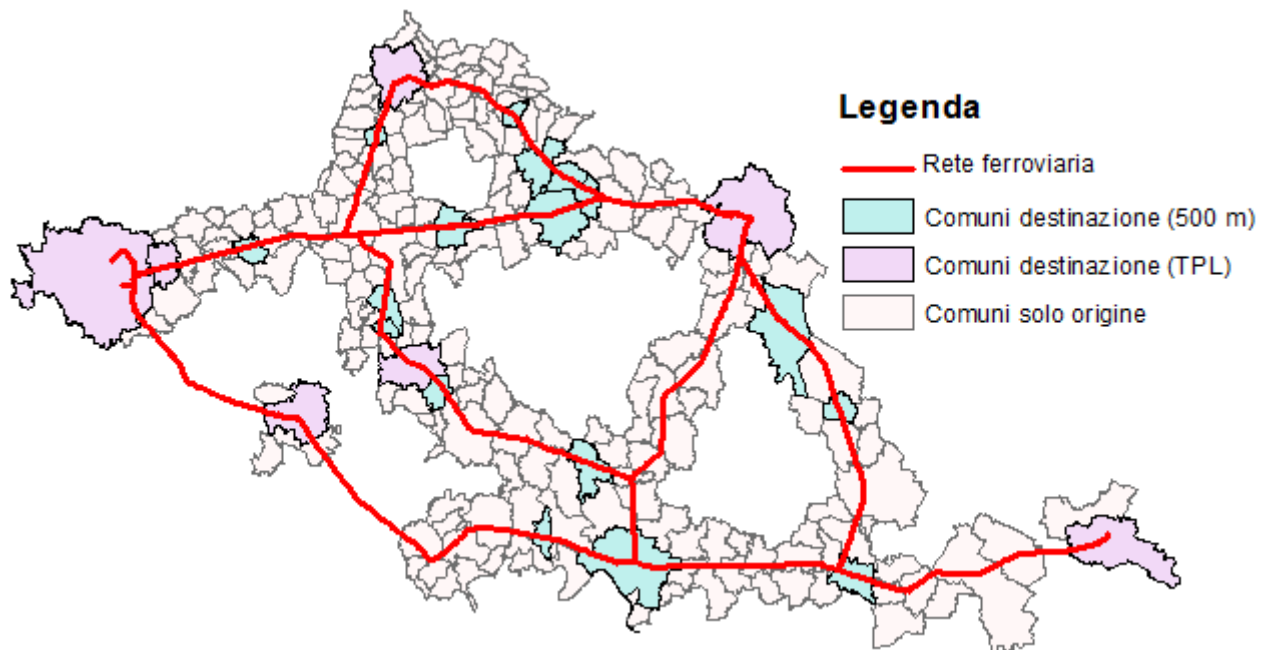 Legenda
Rete ferroviaria
Comuni destinazione (500 m)
Comuni destinazione (TPL)
Comuni solo origine